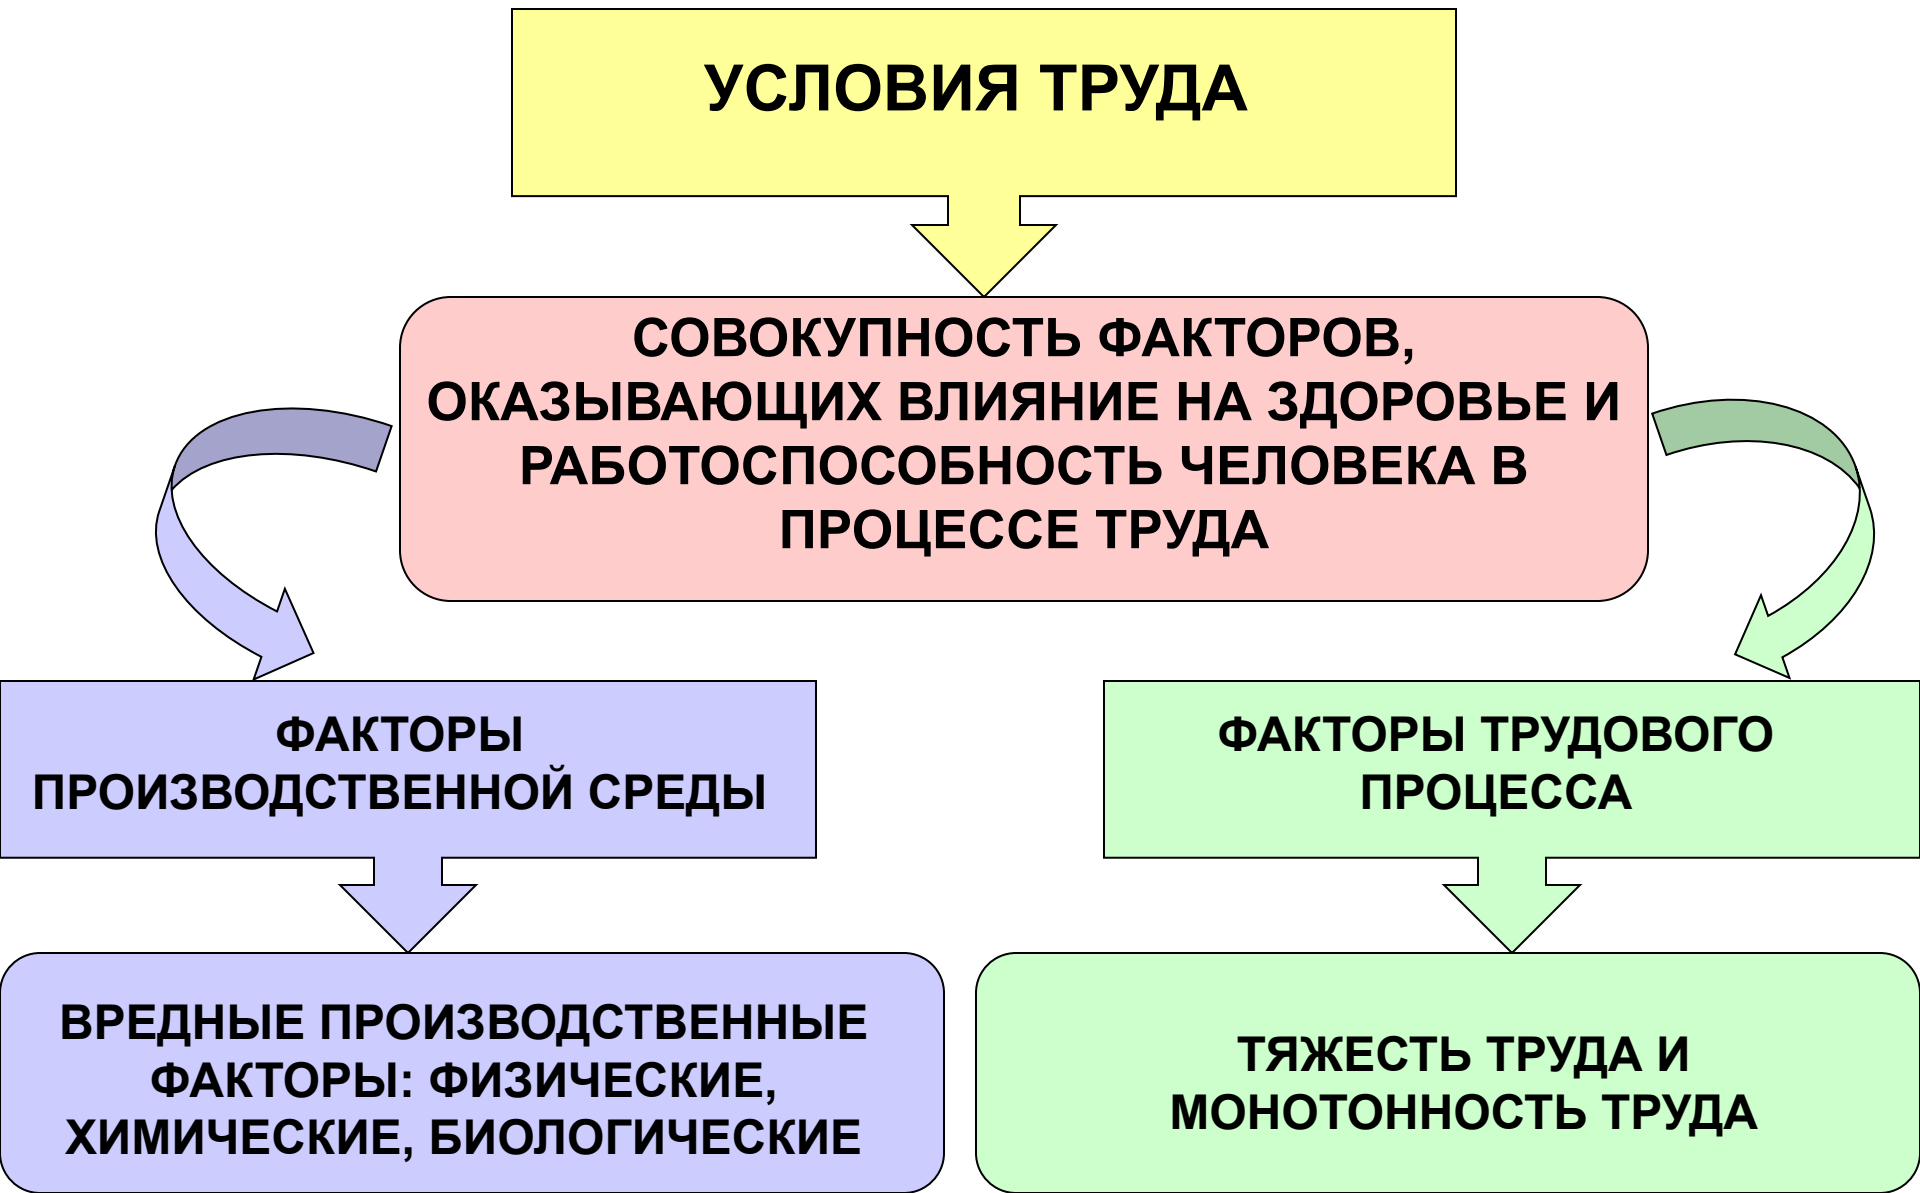 УСЛОВИЯ ТРУДА
СОВОКУПНОСТЬ ФАКТОРОВ,
ОКАЗЫВАЮЩИХ ВЛИЯНИЕ НА ЗДОРОВЬЕ И
РАБОТОСПОСОБНОСТЬ ЧЕЛОВЕКА В
ПРОЦЕССЕ ТРУДА
ФАКТОРЫ
ПРОИЗВОДСТВЕННОЙ СРЕДЫ
ФАКТОРЫ ТРУДОВОГО
ПРОЦЕССА
ВРЕДНЫЕ ПРОИЗВОДСТВЕННЫЕ
ФАКТОРЫ: ФИЗИЧЕСКИЕ,
ХИМИЧЕСКИЕ, БИОЛОГИЧЕСКИЕ
ТЯЖЕСТЬ ТРУДА И
МОНОТОННОСТЬ ТРУДА